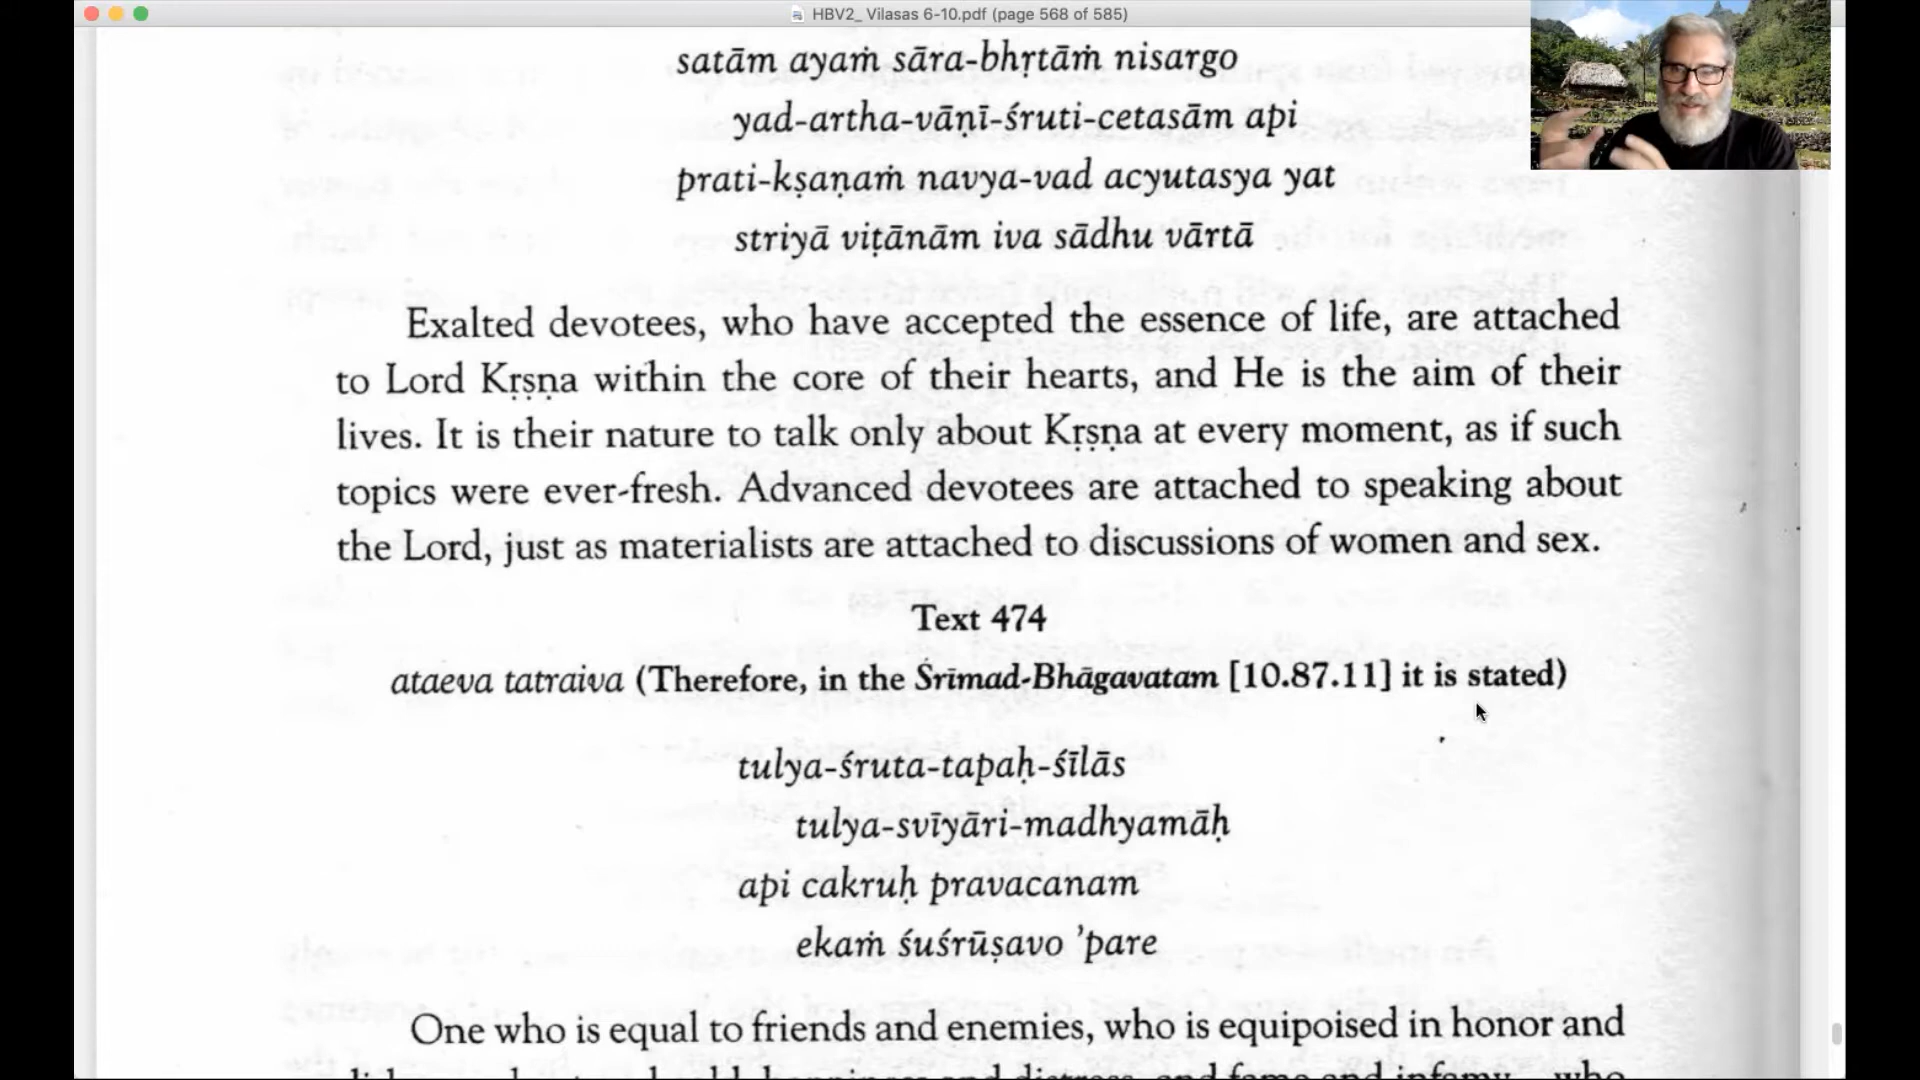 HBV2_ Vilasas 6-10.pdf (page 568 of 585)
satām ayaṁ sāra-bhṛtāṁ nisargo
yad-artha-vāṇī-śruti-cetasām api
prati-kṣaṇaṁ navya-vad acyutasya yat
striyā viṭānām iva sādhu vārtā
Exalted devotees, who have accepted the essence of life, are attached
to Lord Kṛṣṇa within the core of their hearts, and He is the aim of their
lives. It is their nature to talk only about Kṛṣṇa at every moment, as if such
topics were ever-fresh. Advanced devotees are attached to speaking about
the Lord, just as materialists are attached to discussions of women and sex.
Text 474
ataeva tatraiva (Therefore, in the Śrīmad-Bhāgavatam [10.87.11] it is stated)
tulya-śruta-tapaḥ-śīlās
tulya-svīyāri-madhyamāḥ
api cakruḥ pravacanam
ekaṁ śuśrūṣavo 'pare
One who is equal to friends and enemies, who is equipoised in honor and